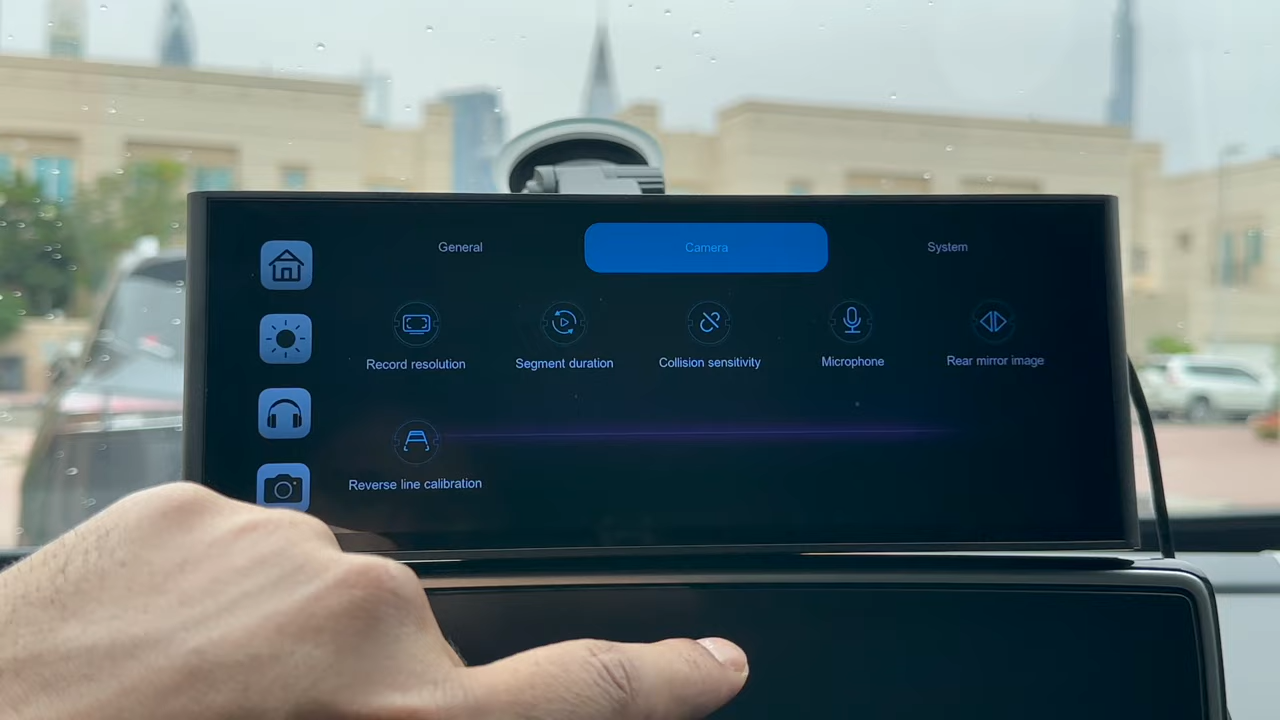 General
Camera
System
Record resolution
Segment duration
Collision sensitivity
Microphone
Rear mirror image
Reverse line calibration